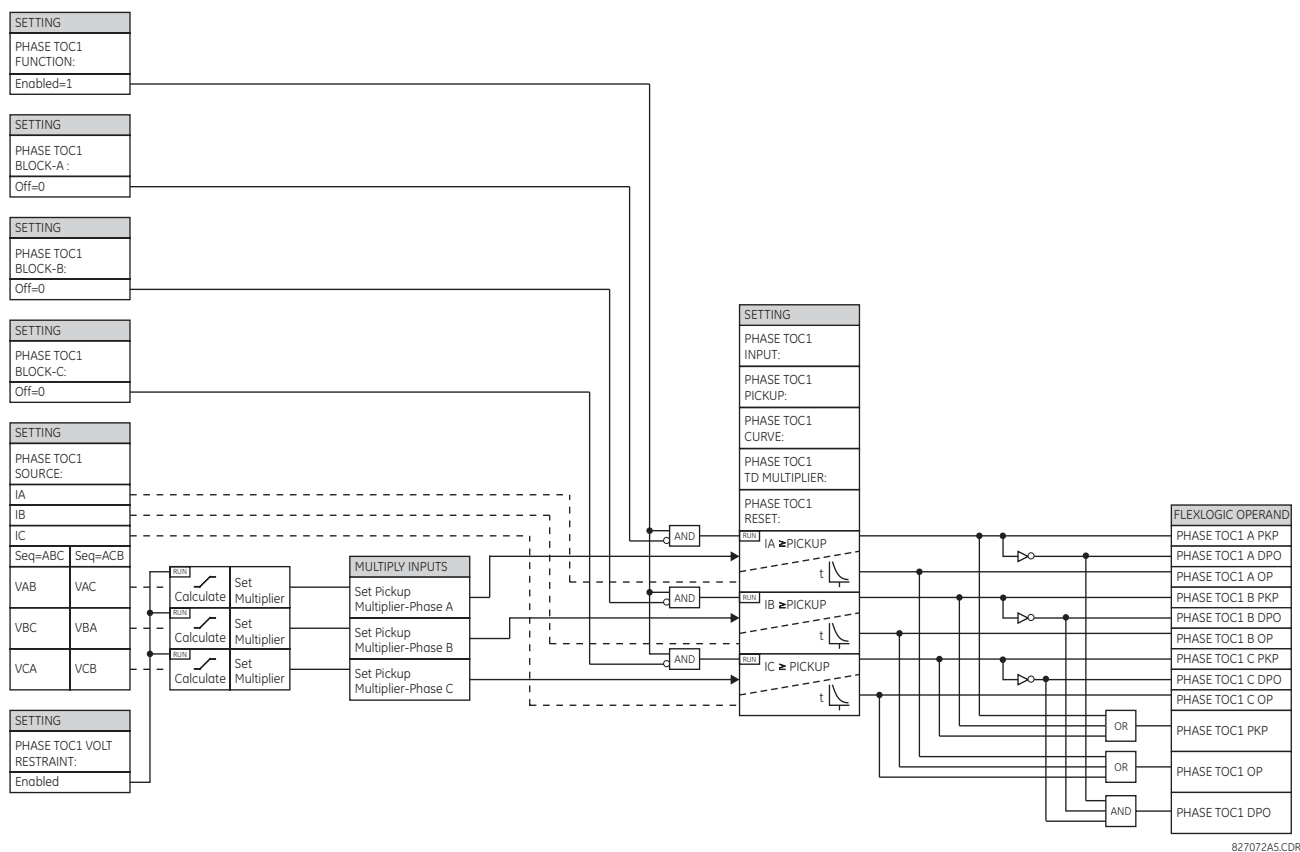 SETTING
PHASE TOC1
FUNCTION:
Enabled=1
SETTING
PHASE TOC1
BLOCK-A :
Off=0
SETTING
PHASE TOC1
BLOCK-B:
Off=0
SETTING
PHASE TOC1
BLOCK-C:
Off=0
SETTING
PHASE TOC1
SOURCE:
IA
IB
IC
Seq=ABC Seq=ACB
VAB VAC
VBC VBA
VCA VCB
SETTING
PHASE TOC1 VOLT
RESTRAINT:
Enabled
RUN
Calculate
Set
Multiplier
RUN
Calculate
Set
Multiplier
RUN
Calculate
Set
Multiplier
MULTIPLY INPUTS
Set Pickup
Multiplier-Phase A
Set Pickup
Multiplier-Phase B
Set Pickup
Multiplier-Phase C
AND
AND
AND
SETTING
PHASE TOC1
INPUT:
PHASE TOC1
PICKUP:
PHASE TOC1
CURVE:
PHASE TOC1
TD MULTIPLIER:
PHASE TOC1
RESET:
RUN IA ≥PICKUP
t
RUN IB ≥PICKUP
t
RUN IC ≥ PICKUP
t
OR
OR
AND
FLEXLOGIC OPERAND
PHASE TOC1 A PKP
PHASE TOC1 A DPO
PHASE TOC1 A OP
PHASE TOC1 B PKP
PHASE TOC1 B DPO
PHASE TOC1 B OP
PHASE TOC1 C PKP
PHASE TOC1 C DPO
PHASE TOC1 C OP
PHASE TOC1 PKP
PHASE TOC1 OP
PHASE TOC1 DPO
827072A5.CDR